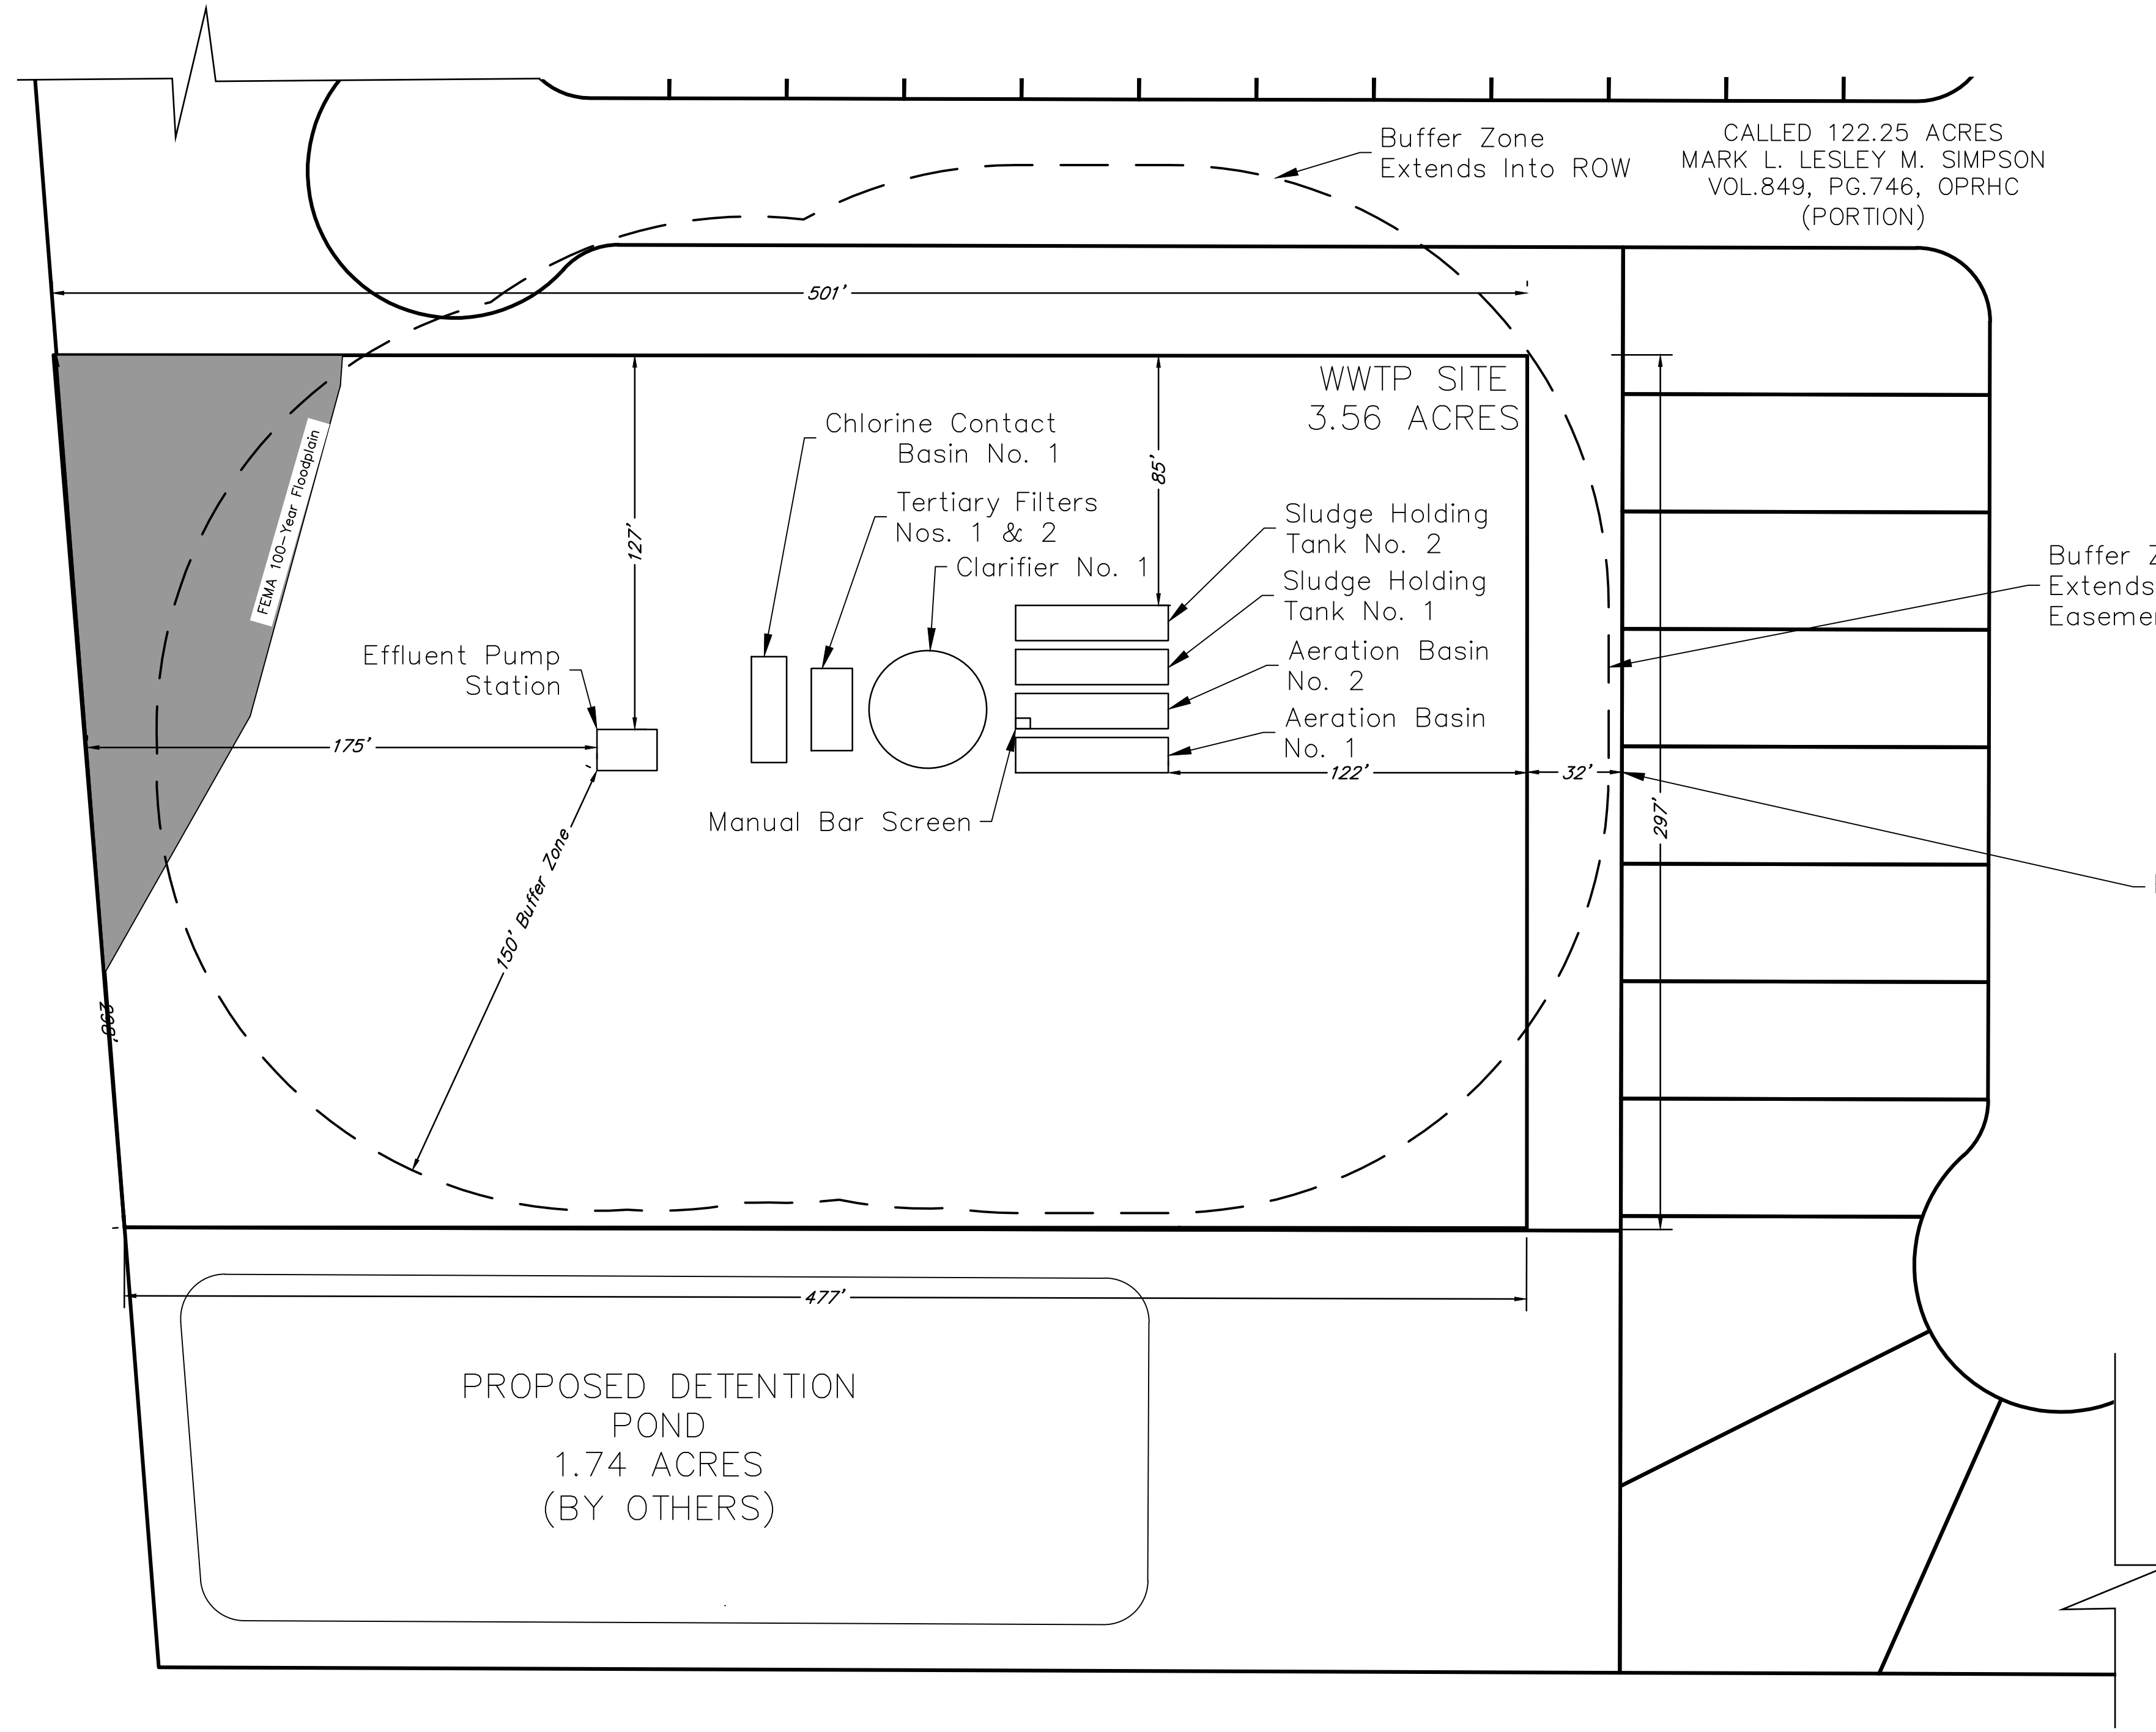 Buffer Zone
Extends Into ROW
CALLED 122.25 ACRES
MARK L. LESLEY M. SIMPSON
VOL.849, PG.746, OPRHC
(PORTION)
501'
WWTP SITE
3.56 ACRES
Chlorine Contact
Basin No. 1
85'
FEMA 100-Year Floodplain
127'
Tertiary Filters
Nos. 1 & 2
Clarifier No. 1
Sludge Holding
Tank No. 2
Sludge Holding
Tank No. 1
Buffer
Extends
Effluent Pump
Station
Aeration Basin
No. 2
Aeration Basin
No. 1
175'
122'
32'
297'
Manual Bar Screen
150' Buffer Zone
298'
477'
PROPOSED DETENTION
POND
1.74 ACRES
(BY OTHERS)